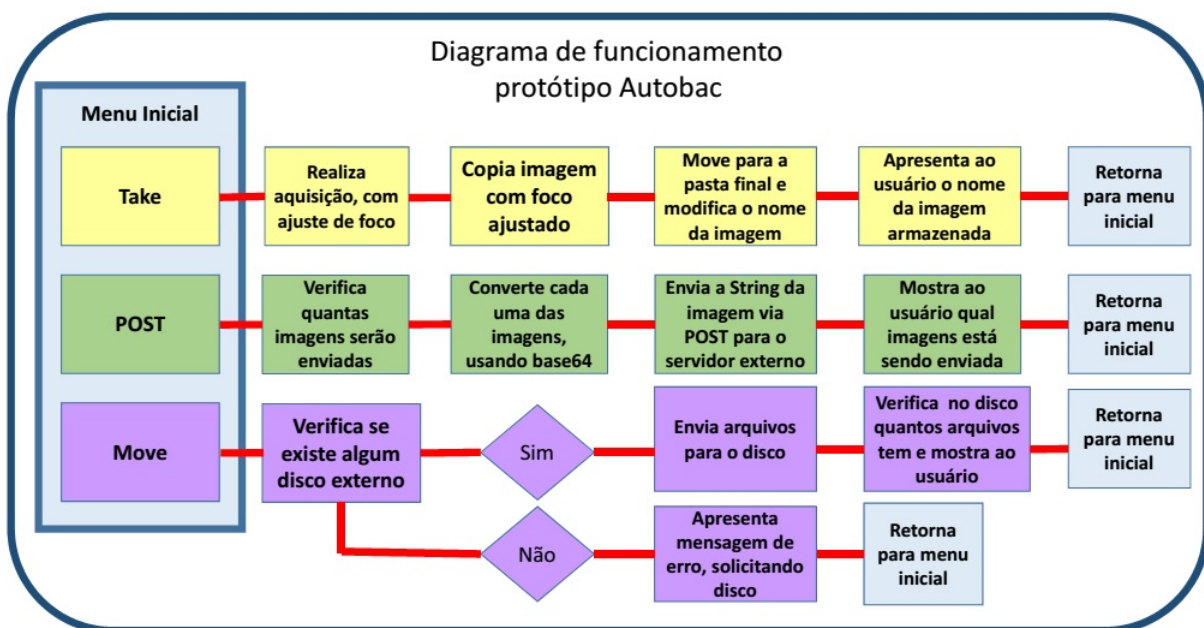 Diagrama de funcionamento
protótipo Autobac
Menu Inicial
Take
Realiza
aquisição, com
ajuste de foco
Copia imagem
com foco
ajustado
Move para a
pasta final e
modifica o nome
da imagem
Apresenta ao
usuário o nome
da imagem
armazenada
Retorna
para menu
inicial
POST
Verifica
quantas
imagens serão
enviadas
Converte cada
uma das
imagens,
usando base64
Envia a String da
imagem via
POST para o
servidor externo
Mostra ao
usuário qual
imagens está
sendo enviada
Retorna
para menu
inicial
Move
Verifica se
existe algum
disco externo
Sim
Envia arquivos
para o disco
Verifica no disco
quantos arquivos
tem e mostra ao
usuário
Retorna
para menu
inicial
Não
Apresenta
mensagem de
erro, solicitando
disco
Retorna
para menu
inicial